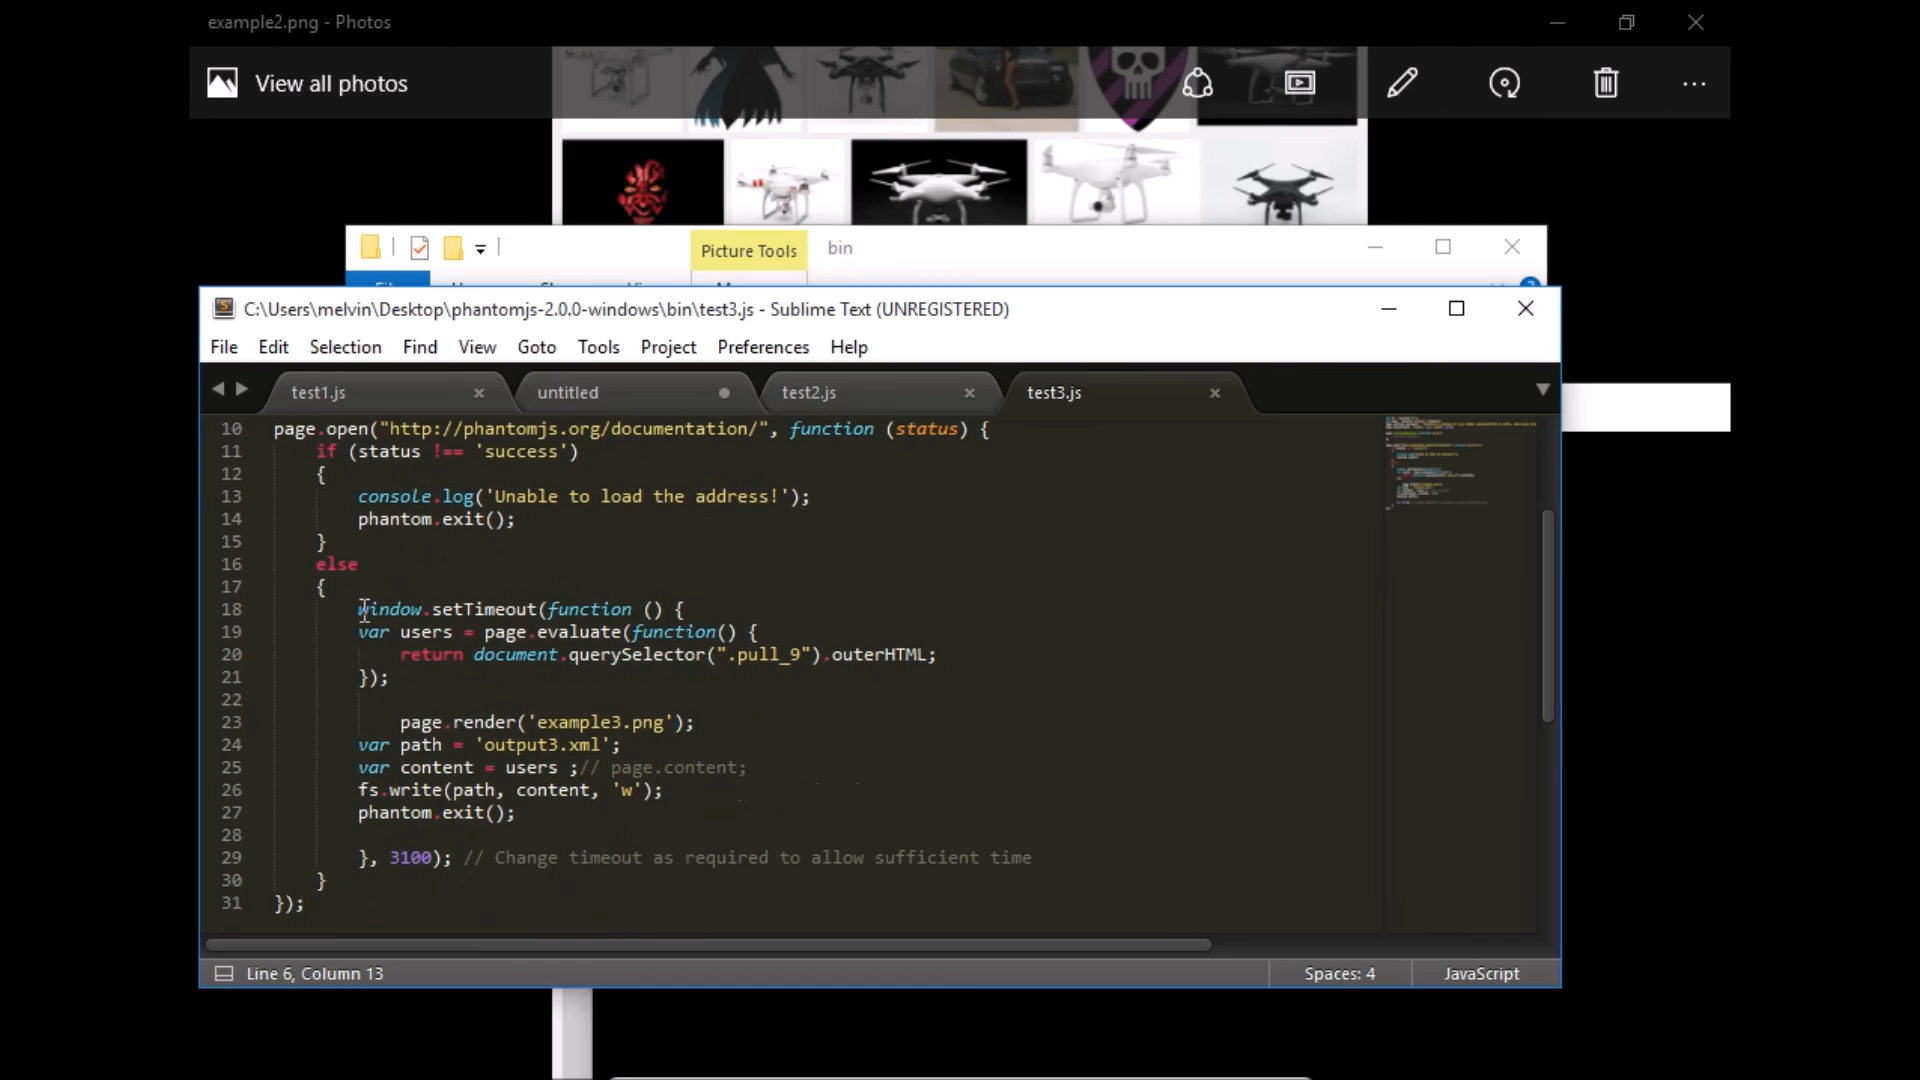 example2.png - Photos
View all photos
Picture Tools
bin
C:\Users\melvin\Desktop\phantomjs-2.0.0-windows\bin\test3.js - Sublime Text (UNREGISTERED)
File Edit Selection Find View Goto Tools Project Preferences Help
test1.js untitled test2.js test3.js
10 page.open("http://phantomjs.org/documentation/", function (status) {
11 if (status !== 'success')
12 {
13 console.log('Unable to load the address!');
14 phantom.exit();
15 }
16 else
17 {
18 window.setTimeout(function () {
19 var users = page.evaluate(function() {
20 return document.querySelector(".pull_9").outerHTML;
21 });
22
23 page.render('example3.png');
24 var path = 'output3.xml';
25 var content = users ;// page.content;
26 fs.write(path, content, 'w');
27 phantom.exit();
28
29 }, 3100); // Change timeout as required to allow sufficient time
30 }
31 });
Line 6, Column 13
Spaces: 4
JavaScript